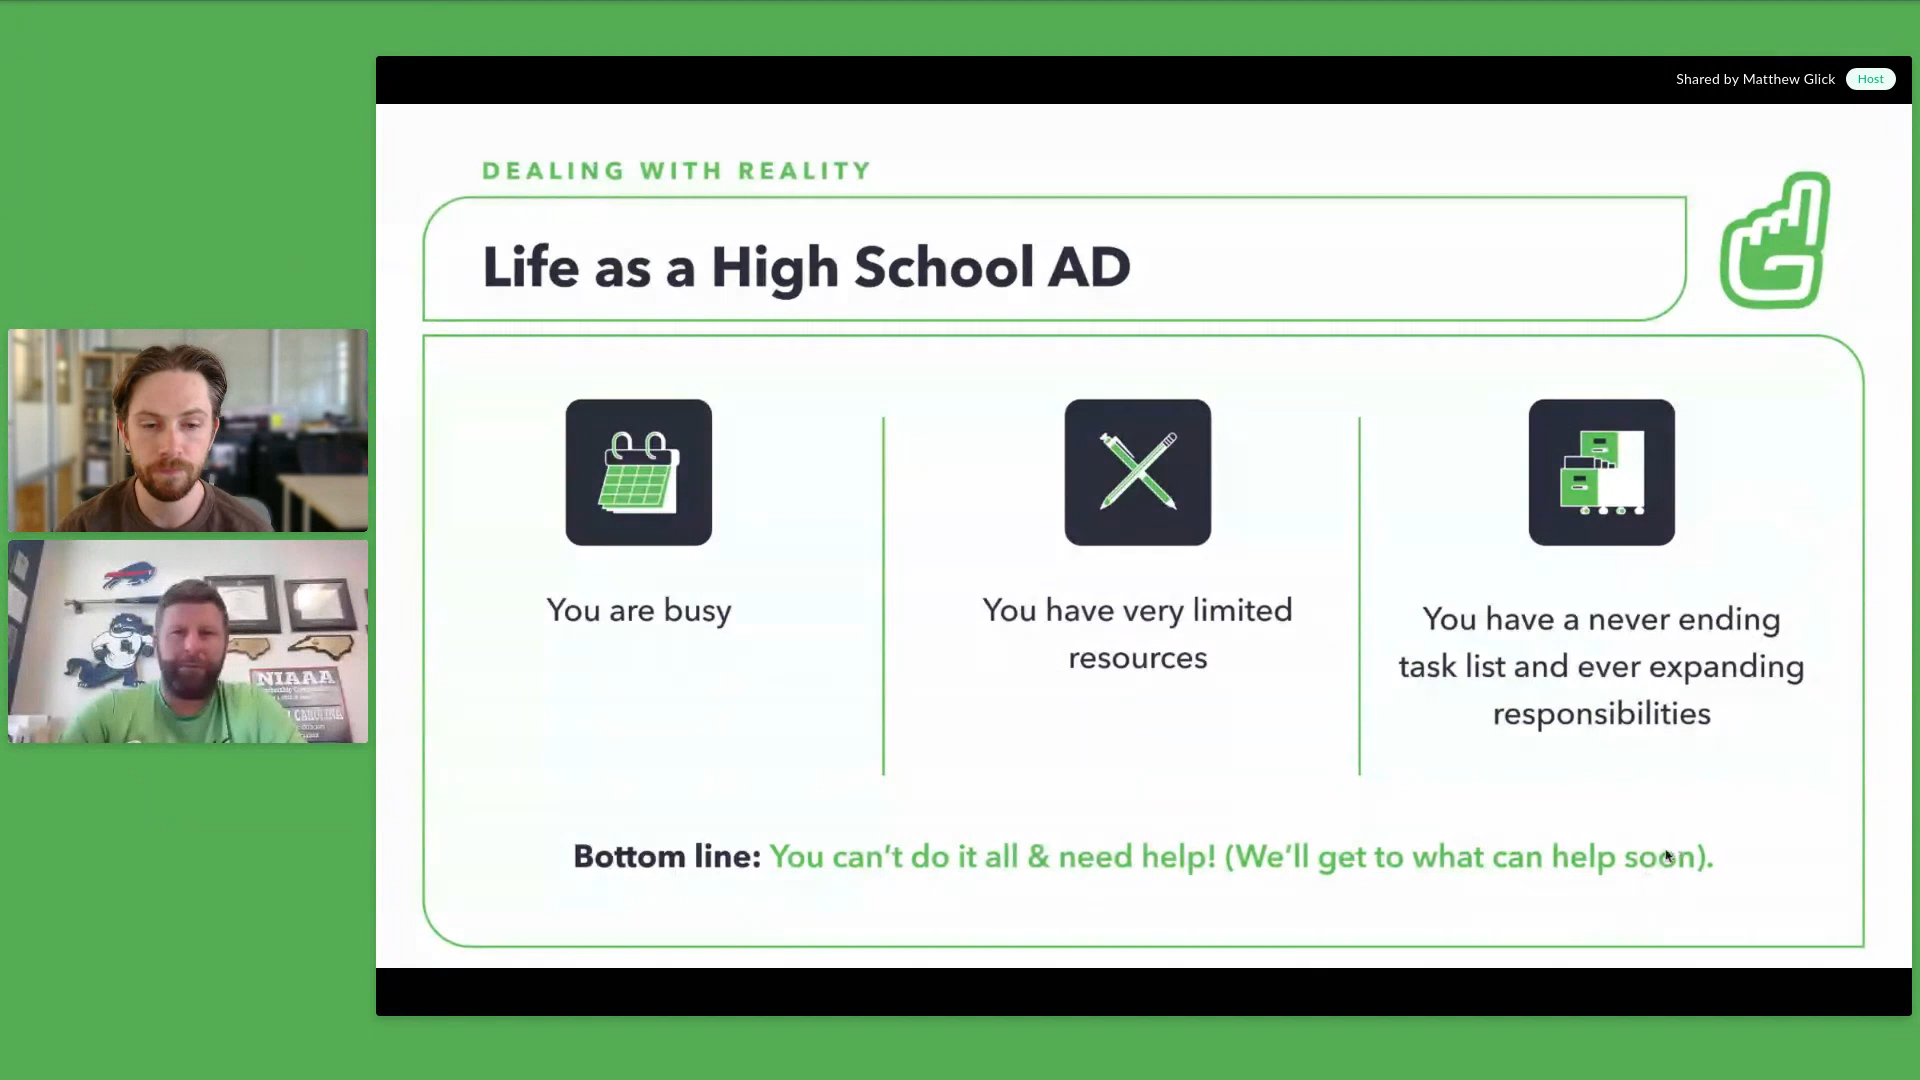 Shared by Matthew Glick Host
DEALING WITH REALITY
Life as a High School AD
You are busy
You have very limited
resources
You have a never ending
task list and ever expanding
responsibilities
Bottom line: You can't do it all & need help! (We'll get to what can help soon).
NIAAA
CAROLINA